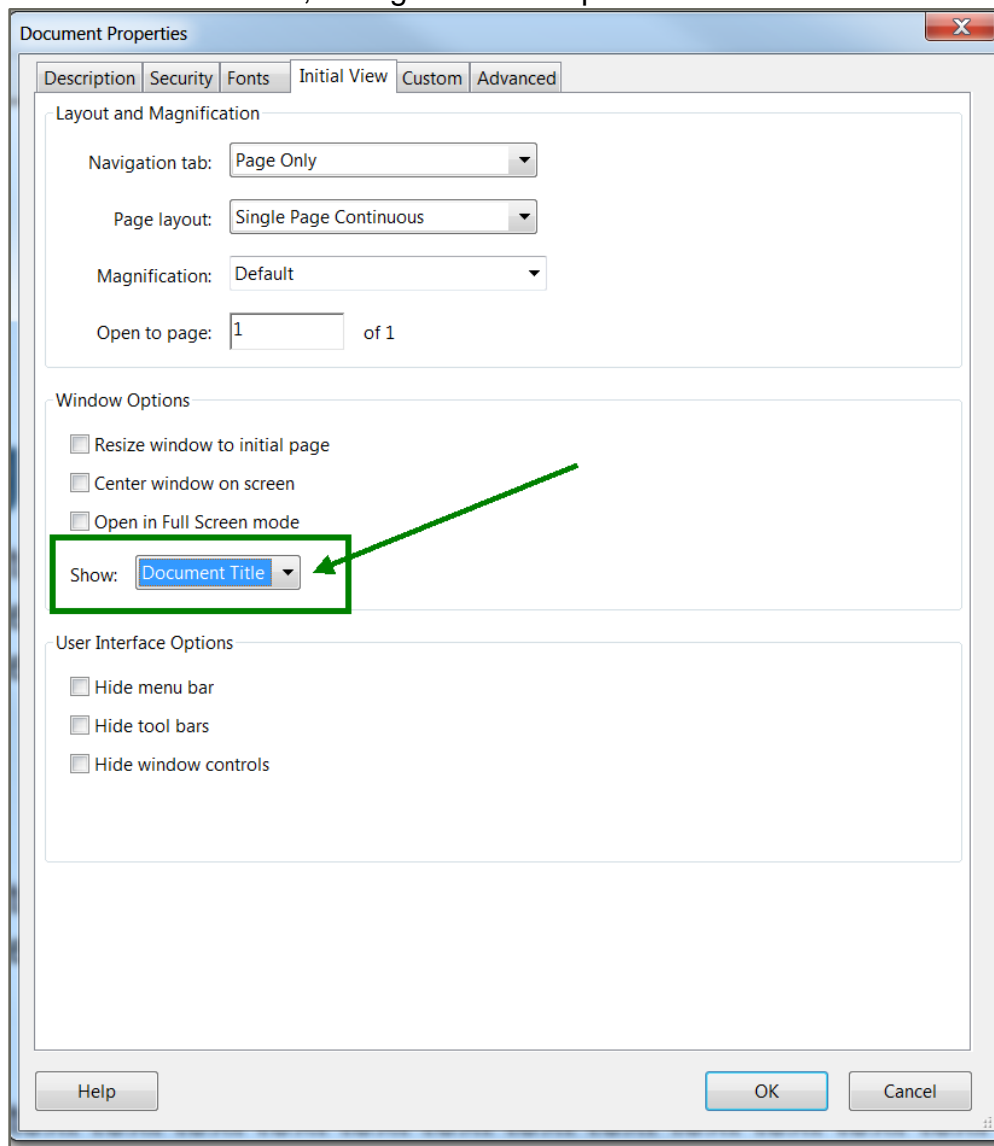 Document Properties
X
Description Security Fonts Initial View Custom Advanced
Layout and Magnification
Navigation tab: Page Only
Page layout: Single Page Continuous
Magnification: Default
Open to page: 1 of 1
Window Options
Resize window to initial page
Center window on screen
Open in Full Screen mode
Show: Document Title
User Interface Options
Hide menu bar
Hide tool bars
Hide window controls
Help OK Cancel